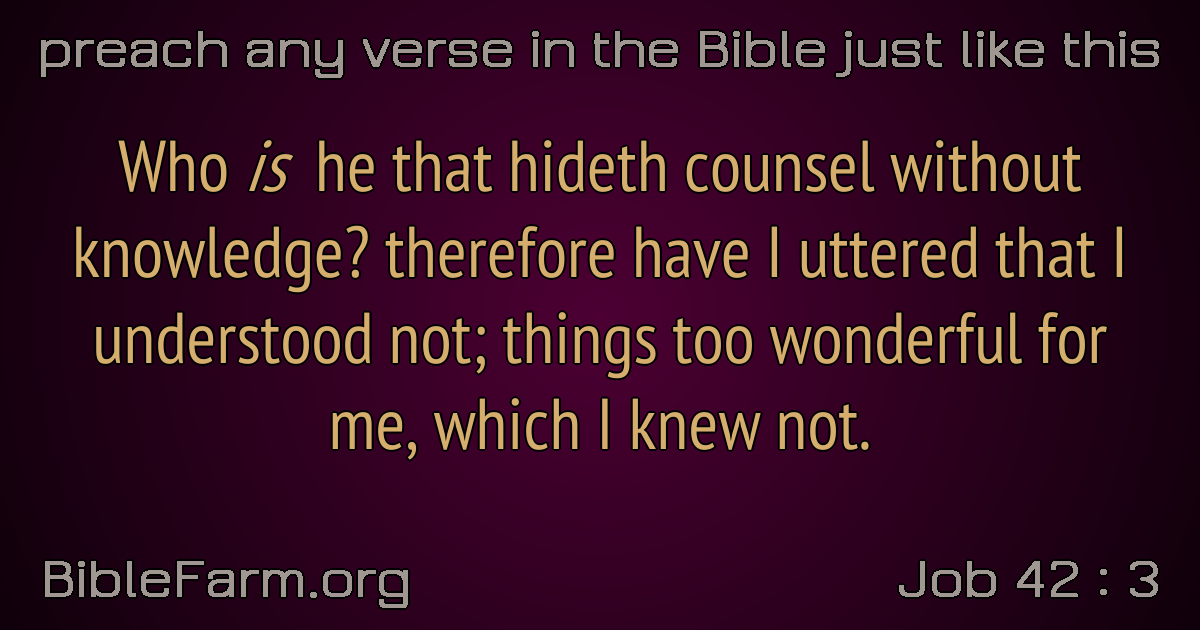 preach any verse in the Bible just like this
Who is he that hideth counsel without
knowledge? therefore have I uttered that I
understood not; things too wonderful for
me, which I knew not.
BibleFarm.org
Job 42 : 3